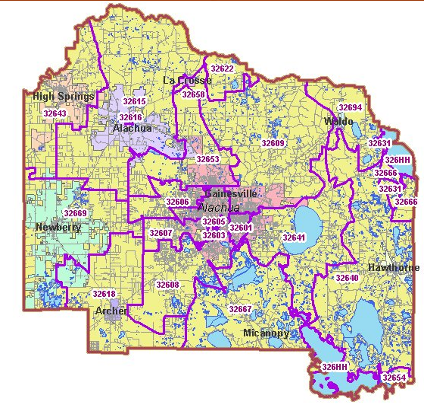 32622
La Crosse
32658
High Springs
32615
32694
32643
32616
Alachua
Waldo
32609
32631
32653
326HH
32666
Gainesville
32631
32606
32666
Alachua
32669
32605
Newberry
32607
32601
32603
32641
Hawthorne
32608
32640
32618
Archer
32667
Micanopy
326HH
32654